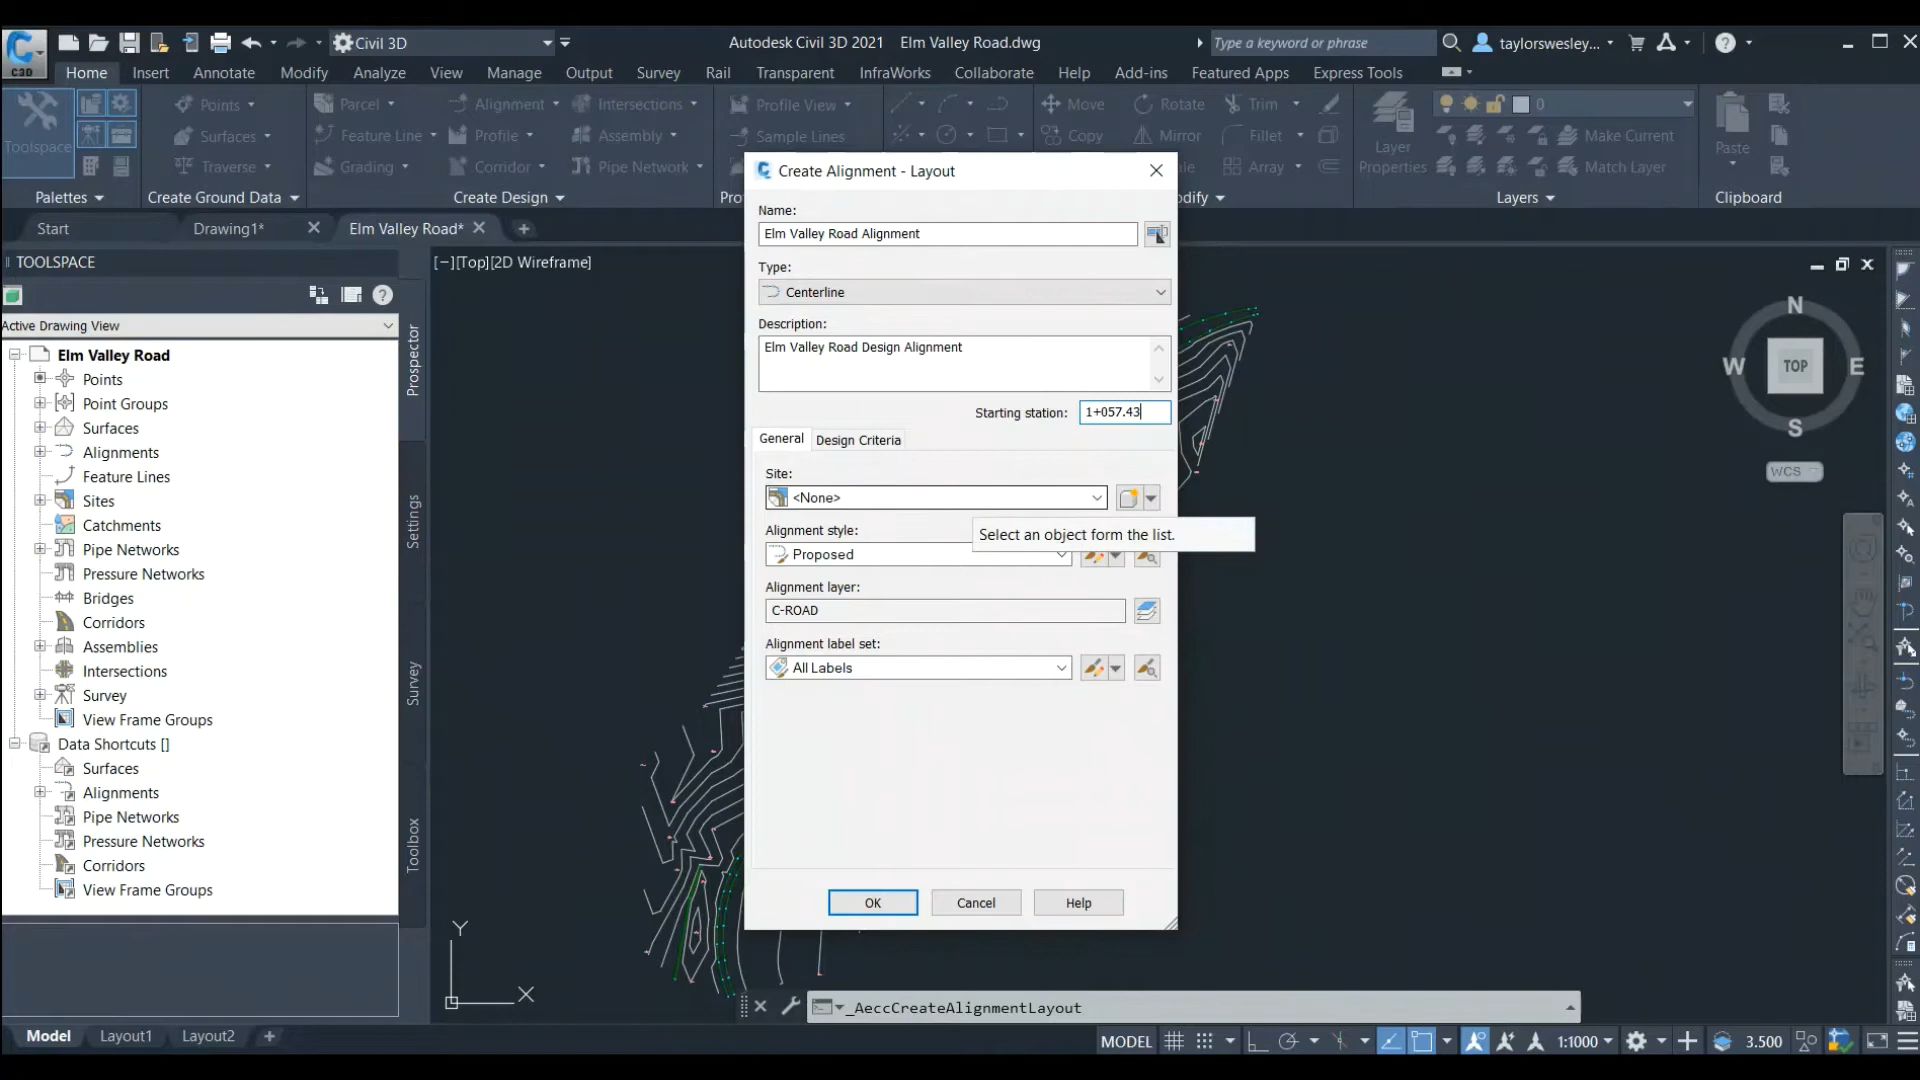 Civil 3D
Autodesk Civil 3D 2021 Elm Valley Road.dwg
Type a keyword or phrase
taylorswesley...
C3D
Home Insert Annotate Modify Analyze View Manage Output Survey Rail Transparent InfraWorks Collaborate Help Add-ins Featured Apps Express Tools
Points Parcel Alignment Intersections Profile View Move Rotate Trim 0
Toolspace Surfaces Feature Line Profile Assembly Sample Lines Copy Mirror Fillet Layer Properties Make Current Paste
Traverse Grading Corridor Pipe Network Array Match Layer
Palettes Create Ground Data Create Design Layers Clipboard
Start Drawing1* Elm Valley Road*
TOOLSPACE
[−][Top][2D Wireframe]
Active Drawing View
Elm Valley Road
Points
Point Groups
Surfaces
Alignments
Feature Lines
Sites
Catchments
Pipe Networks
Pressure Networks
Bridges
Corridors
Assemblies
Intersections
Survey
View Frame Groups
Data Shortcuts []
Surfaces
Alignments
Pipe Networks
Pressure Networks
Corridors
View Frame Groups
Prospector
Settings
Survey
Toolbox
Create Alignment - Layout
Name:
Elm Valley Road Alignment
Type:
Centerline
Description:
Elm Valley Road Design Alignment
Starting station: 1+057.43
General Design Criteria
Site:
<None>
Select an object form the list.
Alignment style:
Proposed
Alignment layer:
C-ROAD
Alignment label set:
All Labels
OK Cancel Help
N
W TOP E
S
WCS
Y
X
_AeccCreateAlignmentLayout
Model Layout1 Layout2
MODEL 1:1000 3.500